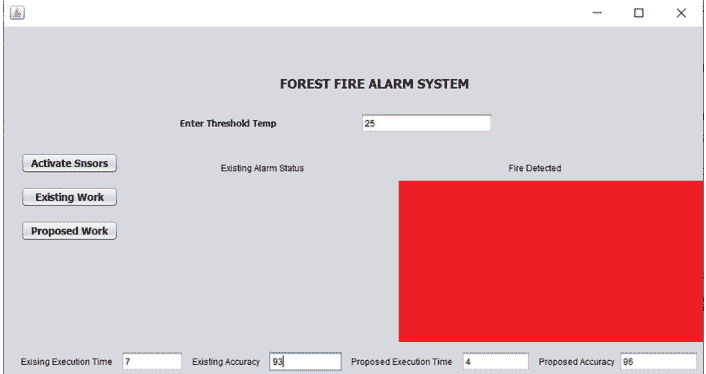 FOREST FIRE ALARM SYSTEM
Enter Threshold Temp 25
Activate Snsors
Existing Alarm Status Fire Detected
Existing Work
Proposed Work
Exising Execution Time 7 Existing Accuracy 93 Proposed Execution Time 4 Proposed Accuracy 96